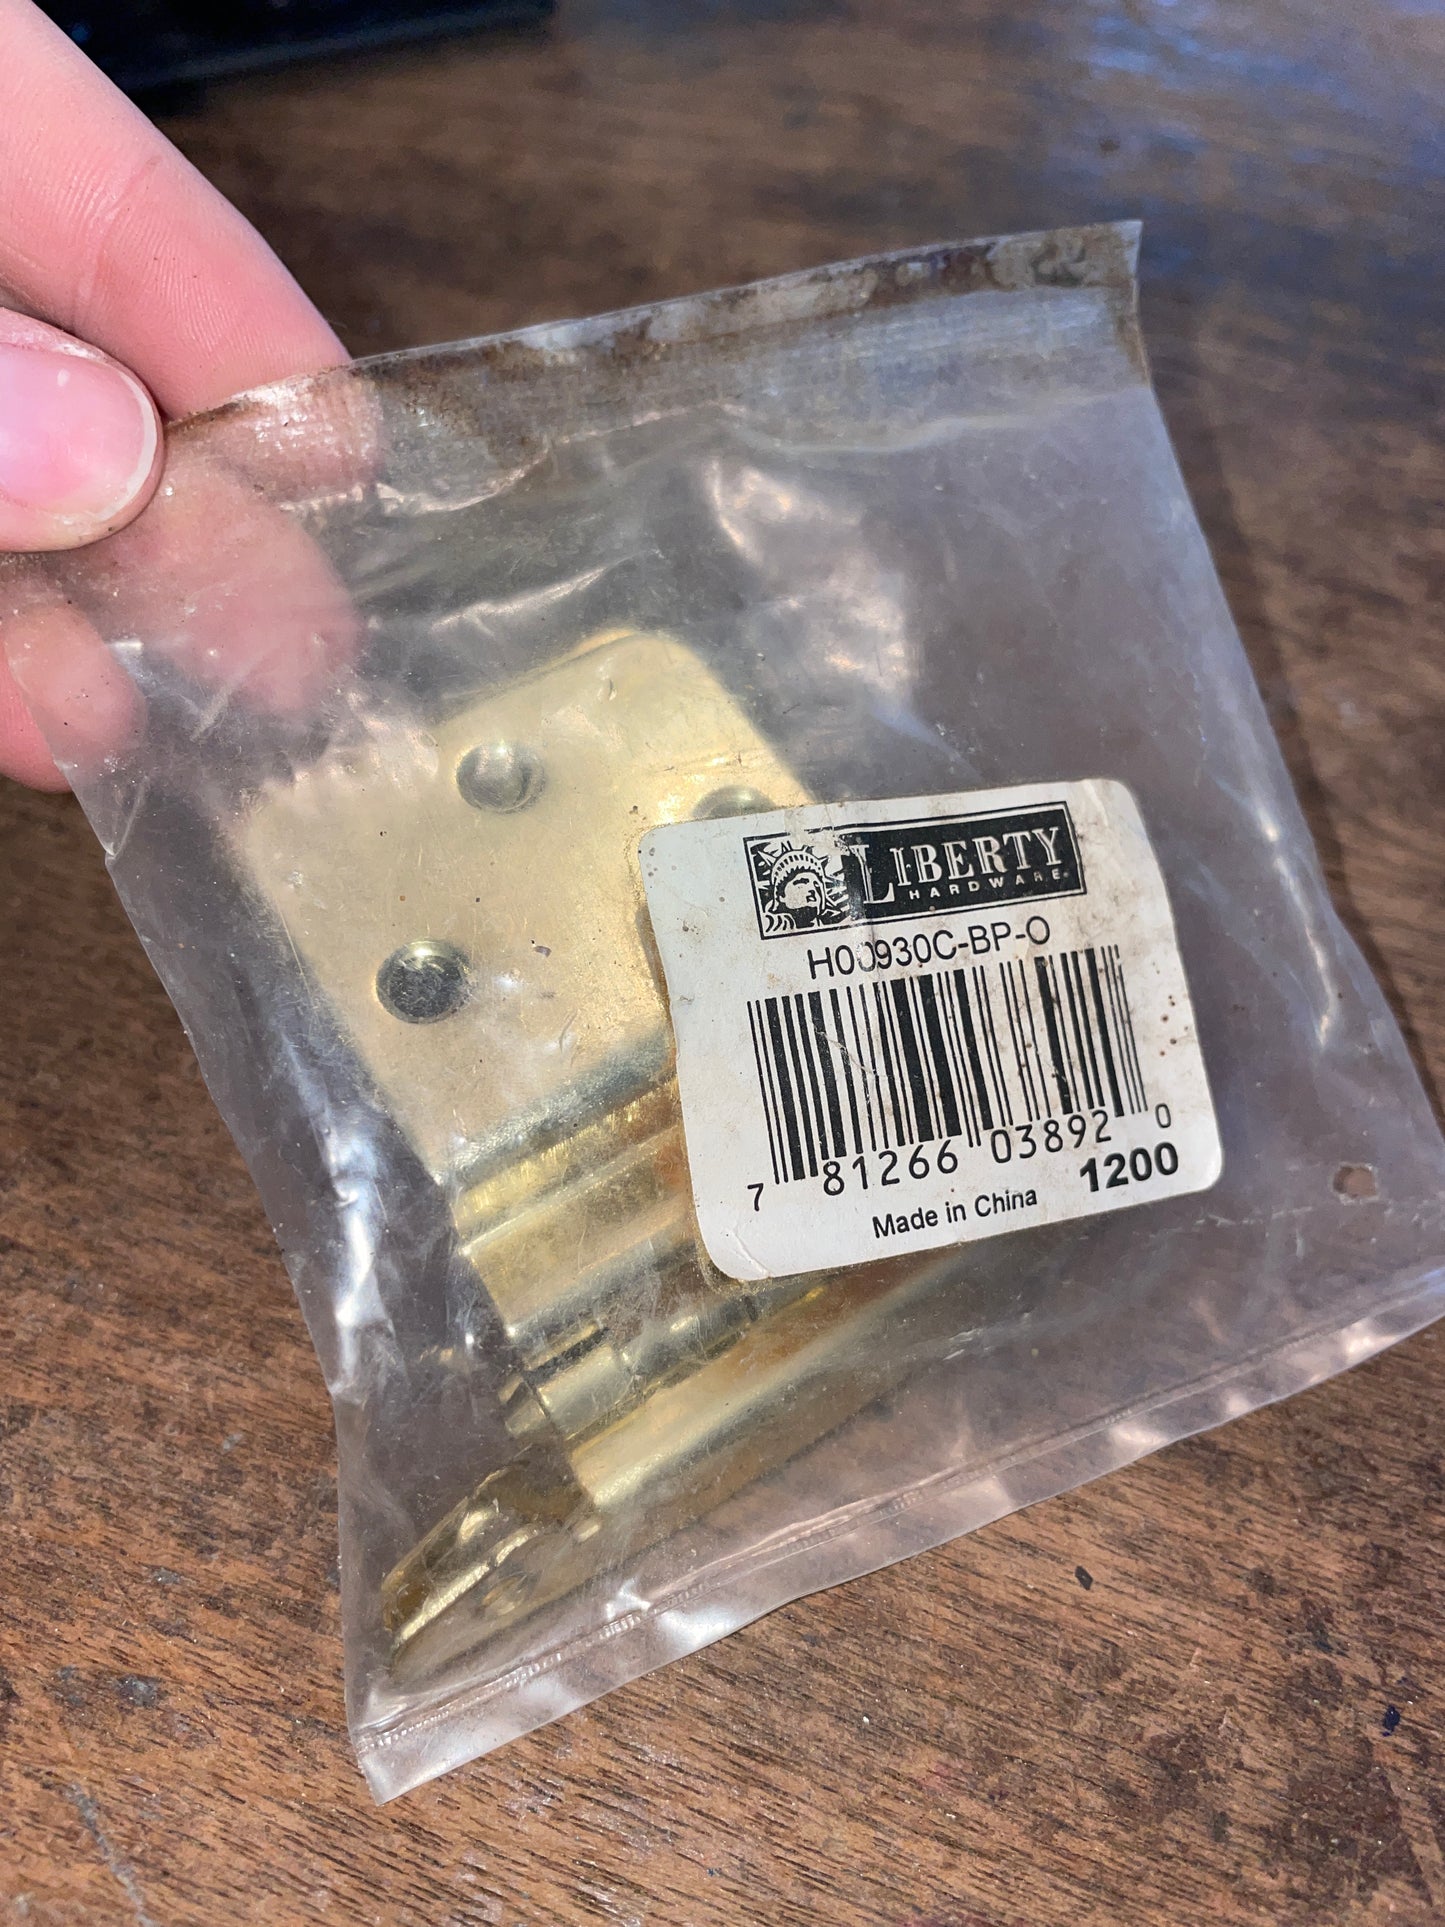 LIBERTY
HARDWARE
H00930C-BP-O
7 81266 03892 0
Made in China 1200